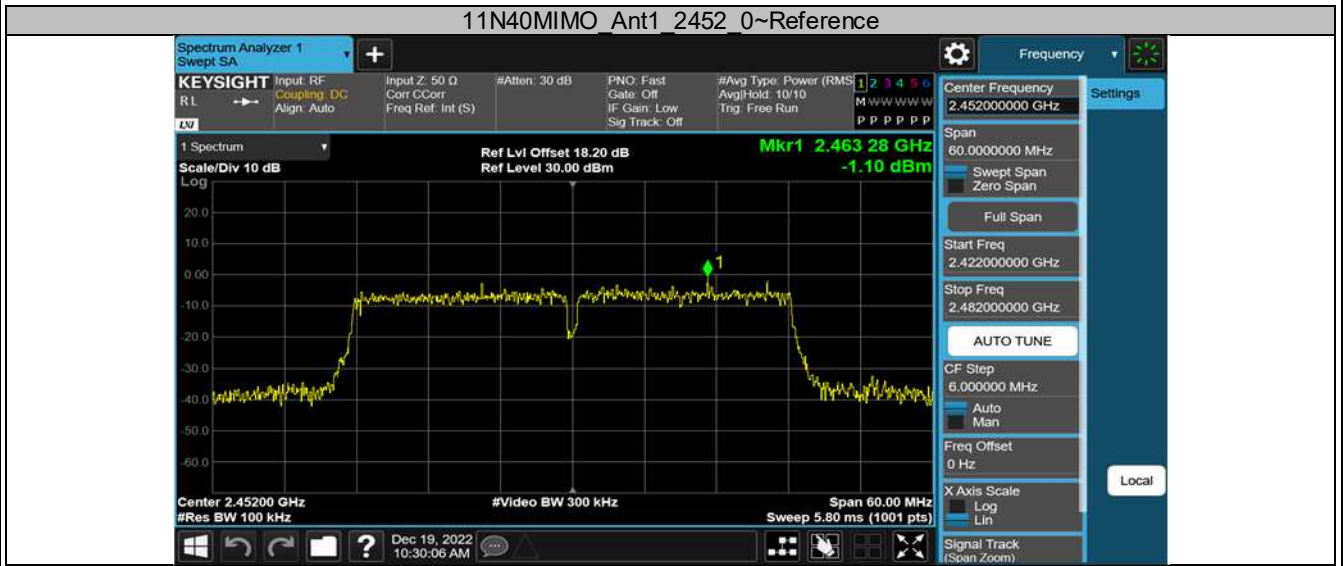 11N40MIMO_Ant1_2452_0~Reference
Spectrum Analyzer 1
Swept SA
Frequency
KEYSIGHT
RL
LXI
Input: RF
Coupling: DC
Align: Auto
Input Z: 50 Ω
Corr CCorr
Freq Ref: Int (S)
#Atten: 30 dB
PNO: Fast
Gate: Off
IF Gain: Low
Sig Track: Off
#Avg Type: Power (RMS
Avg|Hold: 10/10
Trig: Free Run
1 2 3 4 5 6
M W W W W W
P P P P P P
1 Spectrum
Scale/Div 10 dB
Log
Ref Lvl Offset 18.20 dB
Ref Level 30.00 dBm
Mkr1 2.463 28 GHz
-1.10 dBm
20.0
10.0
0.00
-10.0
-20.0
-30.0
-40.0
-50.0
-60.0
1
Center 2.45200 GHz
#Res BW 100 kHz
#Video BW 300 kHz
Span 60.00 MHz
Sweep 5.80 ms (1001 pts)
Dec 19, 2022
10:30:06 AM
Center Frequency
2.452000000 GHz
Span
60.0000000 MHz
Swept Span
Zero Span
Full Span
Start Freq
2.422000000 GHz
Stop Freq
2.482000000 GHz
AUTO TUNE
CF Step
6.000000 MHz
Auto
Man
Freq Offset
0 Hz
X Axis Scale
Log
Lin
Signal Track
(Span Zoom)
Settings
Local